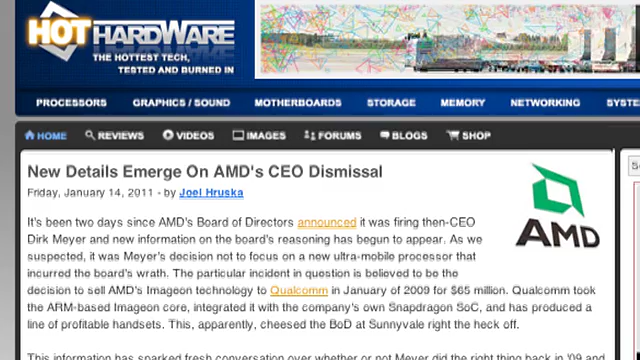 HOTHARDWARE
THE HOTTEST TECH,
TESTED AND BURNED IN
PROCESSORS GRAPHICS / SOUND MOTHERBOARDS STORAGE MEMORY NETWORKING SYSTE
HOME REVIEWS VIDEOS IMAGES FORUMS BLOGS SHOP
New Details Emerge On AMD's CEO Dismissal
Friday, January 14, 2011 - by Joel Hruska
AMD
It's been two days since AMD's Board of Directors announced it was firing then-CEO
Dirk Meyer and new information on the board's reasoning has begun to appear. As we
suspected, it was Meyer's decision not to focus on a new ultra-mobile processor that
incurred the board's wrath. The particular incident in question is believed to be the
decision to sell AMD's Imageon technology to Qualcomm in January of 2009 for $65 million. Qualcomm took
the ARM-based Imageon core, integrated it with the company's own Snapdragon SoC, and has produced a
line of profitable handsets. This, apparently, cheesed the BoD at Sunnyvale right the heck off.
This information has sparked fresh conversation over whether or not Meyer did the right thing back in '09 and